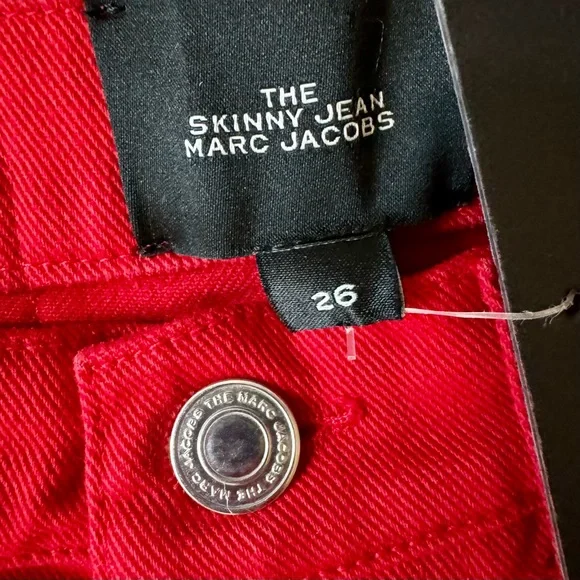 THE
SKINNY JEAN
MARC JACOBS
26
THE MARC JACOBS THE MARC JACOBS